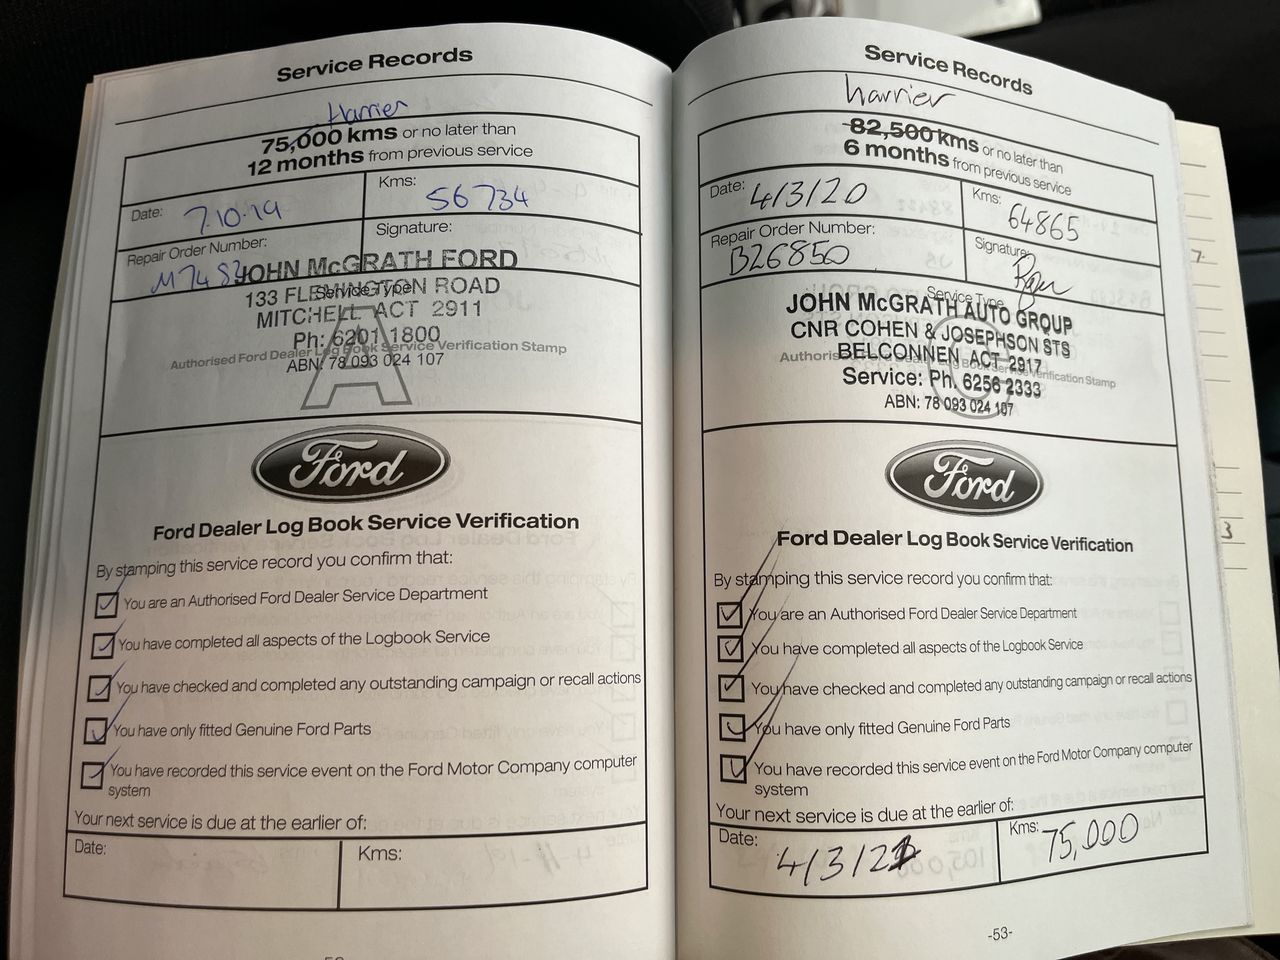 Service Records
Harrier
75,000 kms or no later than
12 months from previous service
Date: 7.10.19
Kms: 56734
Repair Order Number:
Signature:
JOHN McGRATH FORD
Service Type
133 FLEMINGTON ROAD
MITCHELL ACT 2911
Ph: 6201 1800
A
Authorised Ford Dealer Log Book Service Verification Stamp
ABN: 78 093 024 107
Ford
Ford Dealer Log Book Service Verification
By stamping this service record you confirm that:
You are an Authorised Ford Dealer Service Department
You have completed all aspects of the Logbook Service
You have checked and completed any outstanding campaign or recall actions
You have only fitted Genuine Ford Parts
You have recorded this service event on the Ford Motor Company computer
system
Your next service is due at the earlier of:
Date:
Kms:
Service Records
harrier
82,500 kms or no later than
6 months from previous service
Date: 4/3/20
Kms: 64865
Repair Order Number:
B26850
Signature:
Service Type
JOHN McGRATH AUTO GROUP
CNR COHEN & JOSEPHSON STS
BELCONNEN ACT 2917
Authorised Ford Dealer Log Book Service Verification Stamp
Service: Ph. 6256 2333
ABN: 78 093 024 107
Ford
Ford Dealer Log Book Service Verification
By stamping this service record you confirm that:
You are an Authorised Ford Dealer Service Department
You have completed all aspects of the Logbook Service
You have checked and completed any outstanding campaign or recall actions
You have only fitted Genuine Ford Parts
You have recorded this service event on the Ford Motor Company computer
system
Your next service is due at the earlier of:
Date: 4/3/21
Kms: 75,000
-53-